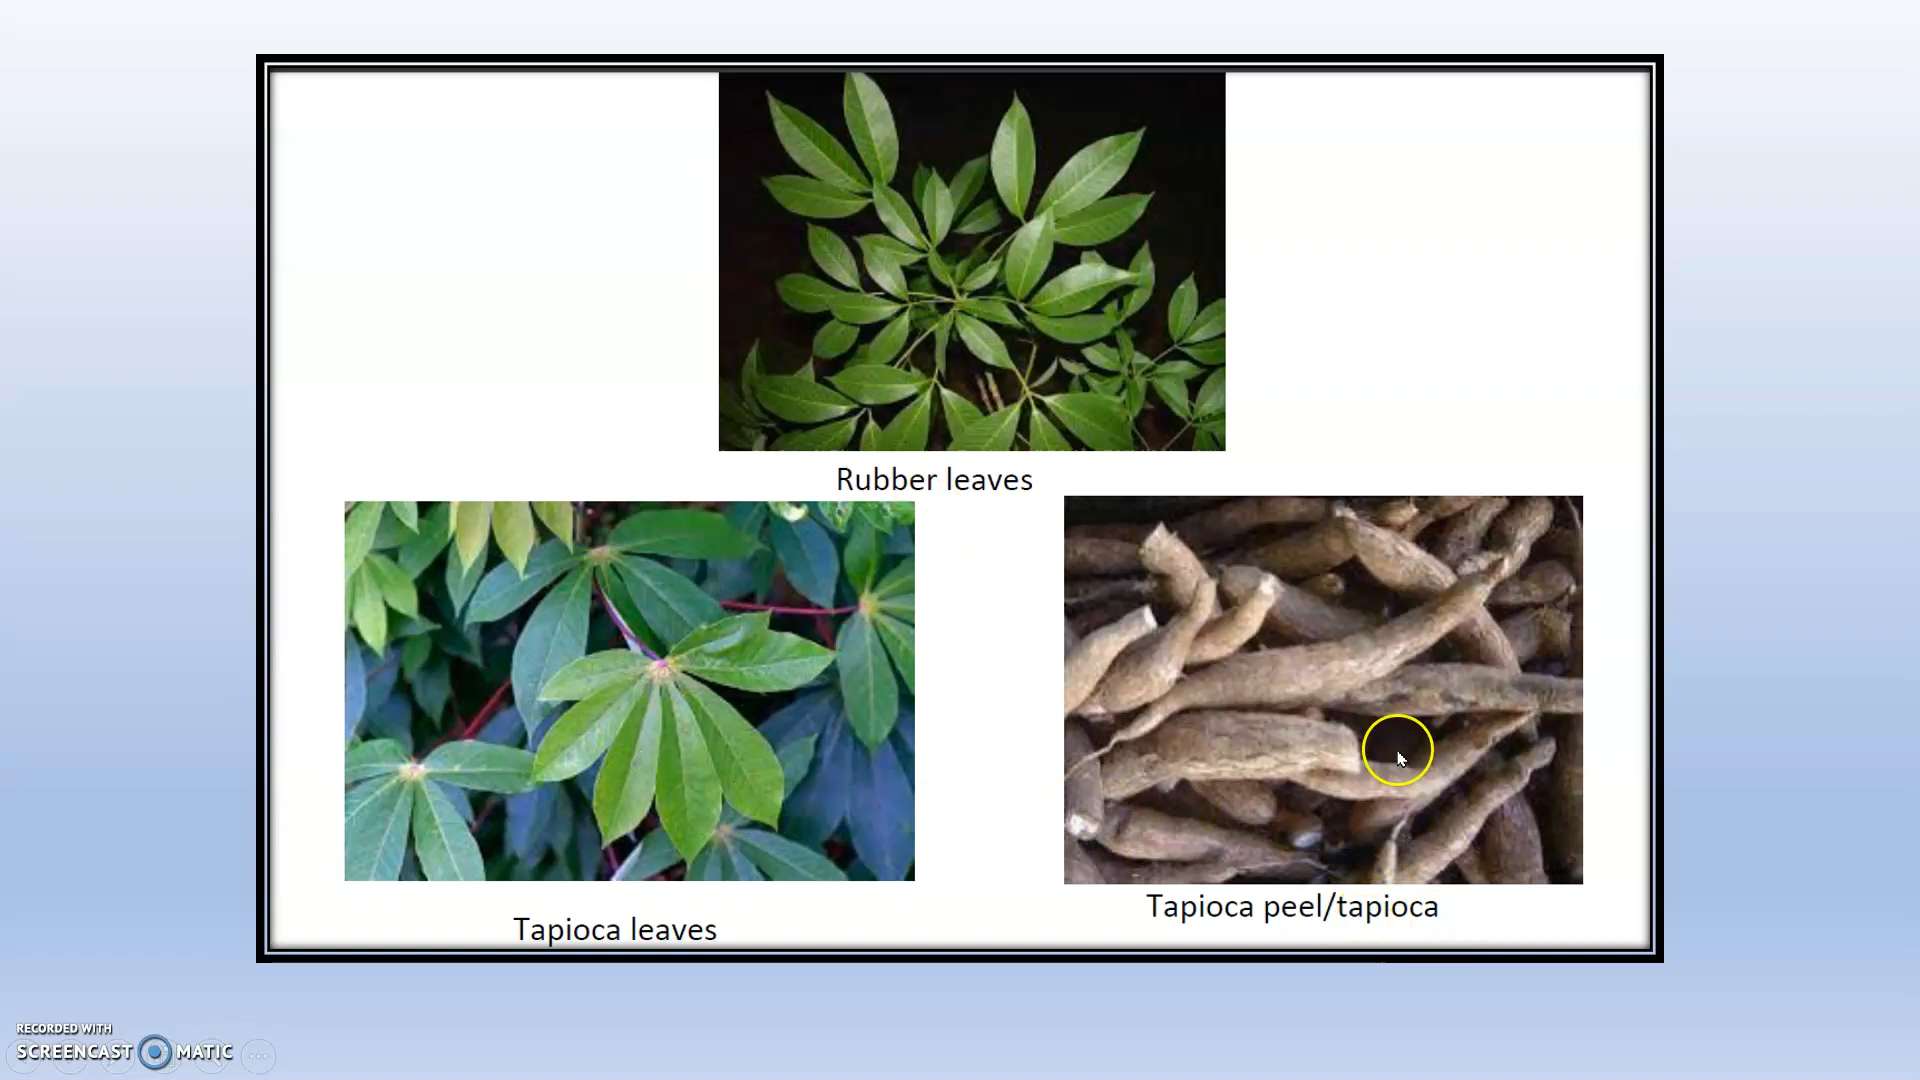 Rubber leaves
Tapioca peel/tapioca
Tapioca leaves
RECORDED WITH
SCREENCAST MATIC